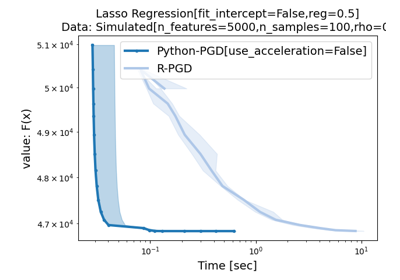 Lasso Regression[fit_intercept=False,reg=0.5]
Data: Simulated[n_features=5000,n_samples=100,rho=0
Python-PGD[use_acceleration=False]
R-PGD
value: F(x)
5.1 × 10⁴
5 × 10⁴
4.9 × 10⁴
4.8 × 10⁴
4.7 × 10⁴
10⁻¹
10⁰
10¹
Time [sec]